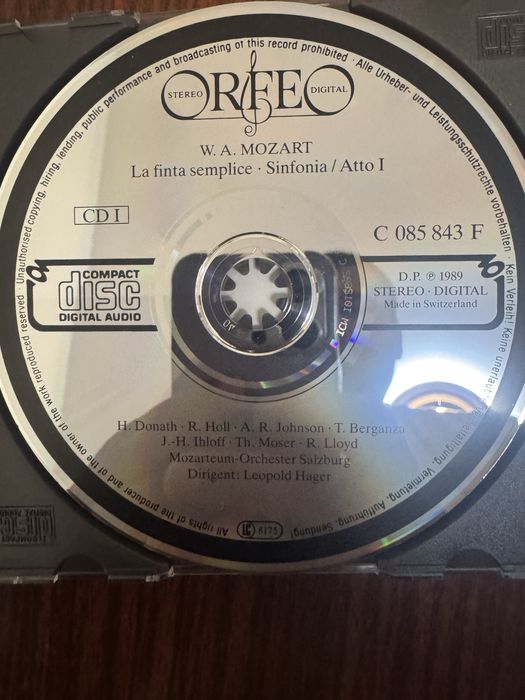 Unauthorised copying, hiring, lending, public performance and broadcasting of this record prohibited · Alle Urheber- und Leistungsschutzrechte vorbehalten · Kein Verleih! Keine
Vermietung, Aufführung, Sendung!
All rights of the producer and of the owner of the work reproduced reserved ·
STEREO ORFEO DIGITAL
W. A. MOZART
La finta semplice · Sinfonia / Atto I
CD I
C 085 843 F
COMPACT
disc
DIGITAL AUDIO
D.P. ℗ 1989
STEREO · DIGITAL
Made in Switzerland
H. Donath · R. Holl · A. R. Johnson · T. Berganza
J.-H. Ihloff · Th. Moser · R. Lloyd
Mozarteum-Orchester Salzburg
Dirigent: Leopold Hager
LC 8175
COMPACT
disc